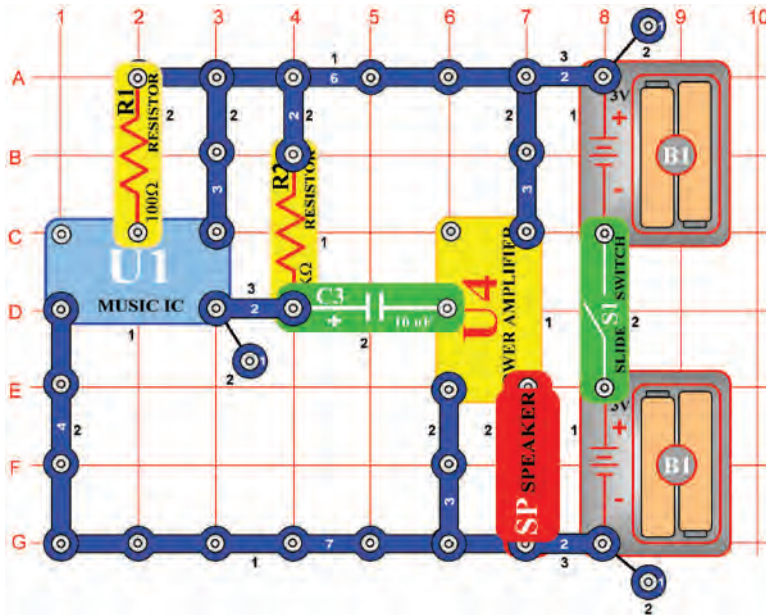 1 2 3 4 5 6 7 8 9 10
A
B
C
D
E
F
G
R1
RESISTOR
100Ω
R2
RESISTOR
KΩ
U1
MUSIC IC
C3
+
10 uF
U4
POWER AMPLIFIER
S1
SLIDE SWITCH
SP SPEAKER
3V
+
-
B1
3V
+
-
B1
1
6
3
2
1
2
2
2
2
2
2
1
3
3
1
3
2
1
2
1
2
1
2
2
1
4
2
2
2
1
3
1
7
2
3
1
2